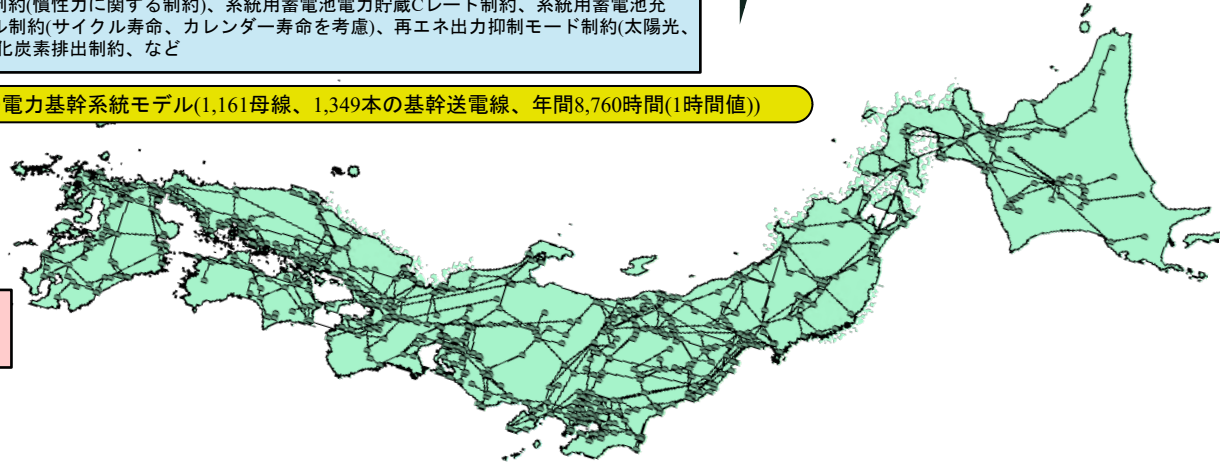 制約(慣性力に関する制約)、系統用蓄電池電力貯蔵Cレート制約、系統用蓄電池充
ル制約(サイクル寿命、カレンダー寿命を考慮)、再エネ出力抑制モード制約(太陽光、
化炭素排出制約、など
電力基幹系統モデル(1,161母線、1,349本の基幹送電線、年間8,760時間(1時間値))